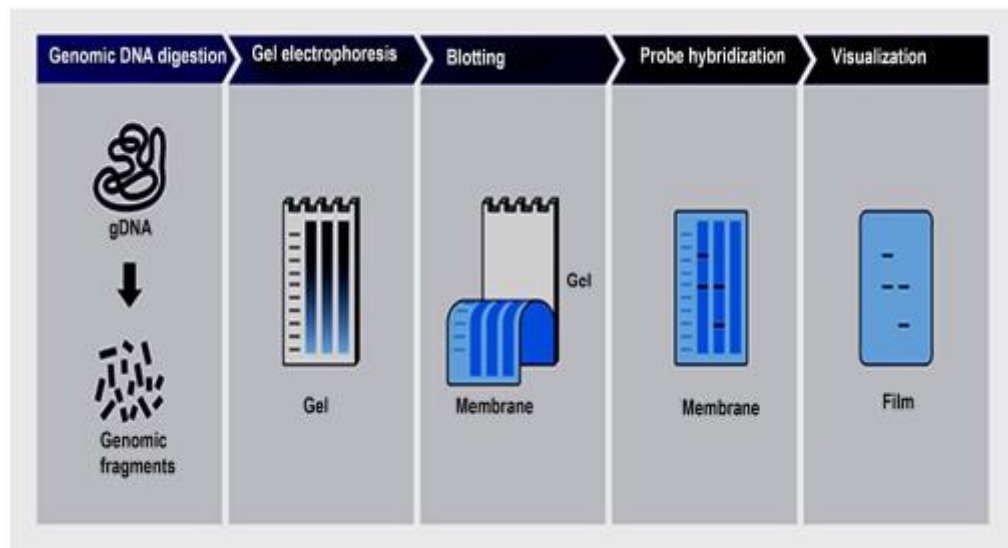 Genomic DNA digestion
Gel electrophoresis
Blotting
Probe hybridization
Visualization
gDNA
Genomic
fragments
Gel
Gel
Membrane
Membrane
Film